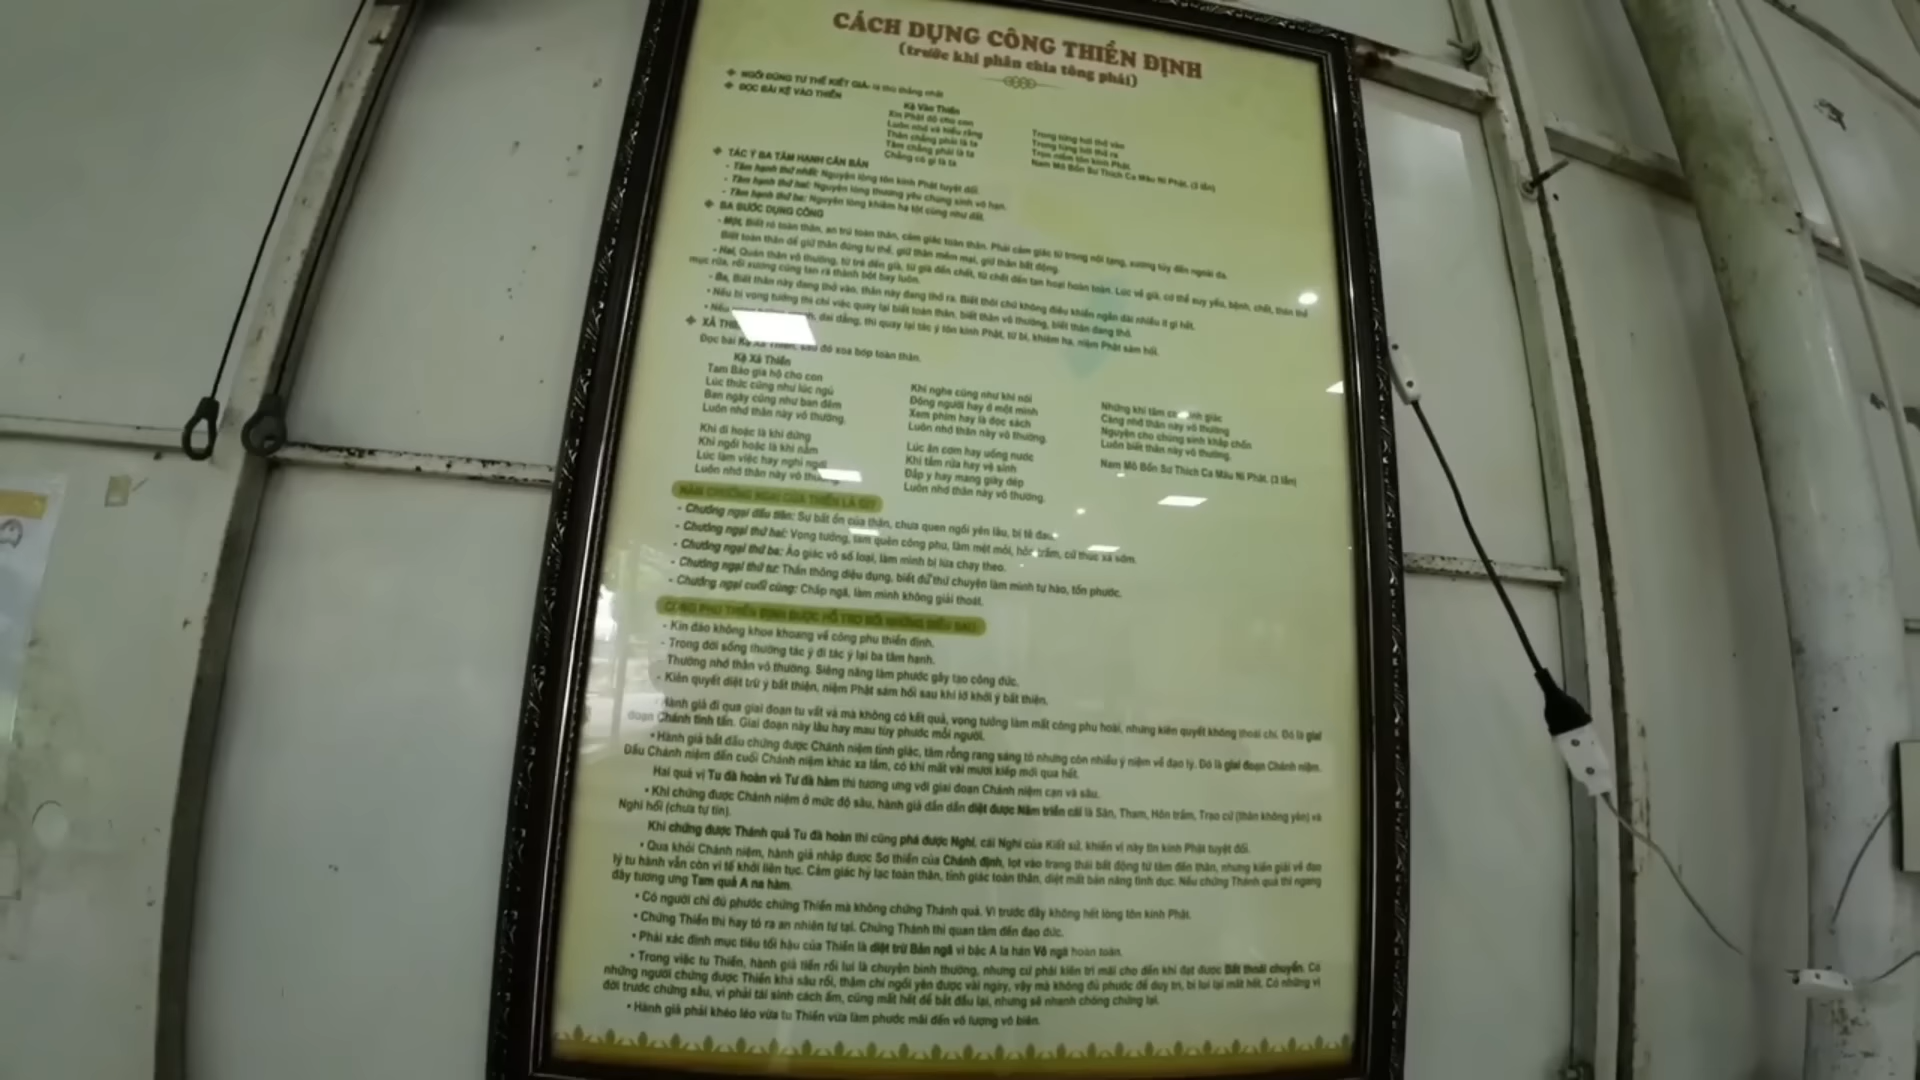 CÁCH DỤNG CÔNG THIỀN ĐỊNH
(trước khi phân chia tông phái)
❖ NGỒI ĐÚNG TƯ THẾ KIẾT GIÀ- là thù thắng nhất
❖ ĐỌC BÀI KỆ VÀO THIỀN
Kệ Vào Thiền
Xin Phật độ cho con
Luôn nhớ và hiểu rằng
Thân chẳng phải là ta
Tâm chẳng phải là ta
Chẳng có gì là ta
Trong từng hơi thở vào
Trong từng hơi thở ra
Trọn niềm tôn kính Phật.
Nam Mô Bổn Sư Thích Ca Mâu Ni Phật. (3 lần)
❖ TÁC Ý BA TÂM HẠNH CĂN BẢN
- Tâm hạnh thứ nhất: Nguyện lòng tôn kính Phật tuyệt đối.
- Tâm hạnh thứ hai: Nguyện lòng thương yêu chúng sinh vô hạn.
- Tâm hạnh thứ ba: Nguyện lòng khiêm hạ tột cùng như đất.
❖ BA BƯỚC DỤNG CÔNG
- Một, Biết rõ toàn thân, an trú toàn thân, cảm giác toàn thân. Phải cảm giác từ trong nội tạng, xương tủy đến ngoài da.
Biết toàn thân để giữ thân đúng tư thế, giữ thân mềm mại, giữ thân bất động.
- Hai, Quán thân vô thường, từ trẻ đến già, từ già đến chết, từ chết đến tan hoại hoàn toàn. Lúc về già, cơ thể suy yếu, bệnh, chết, thân thể
mục rữa, rồi xương cũng tan rã thành bột bay luôn.
- Ba, Biết thân này đang thở vào, thân này đang thở ra. Biết thôi chứ không điều khiển ngắn dài nhiều ít gì hết.
• Nếu bị vọng tưởng thì chỉ việc quay lại biết toàn thân, biết thân vô thường, biết thân đang thở.
• Nếu dai dẳng, thì quay lại tác ý tôn kính Phật, từ bi, khiêm hạ, niệm Phật sám hối.
❖ XẢ
Đọc bài Kệ Xả Thiền, sau đó xoa bóp toàn thân.
Kệ Xả Thiền
Tam Bảo gia hộ cho con
Lúc thức cũng như lúc ngủ
Ban ngày cũng như ban đêm
Luôn nhớ thân này vô thường.
Khi đi hoặc là khi đứng
Khi ngồi hoặc là khi nằm
Lúc làm việc hay nghỉ ngơi
Luôn nhớ thân này vô
Khi nghe cũng như khi nói
Đông người hay ở một mình
Xem phim hay là đọc sách
Luôn nhớ thân này vô thường.
Lúc ăn cơm hay uống nước
Khi tắm rửa hay vệ sinh
Đắp y hay mang giày dép
Luôn nhớ thân này vô thường.
Những khi tâm giác
Càng nhớ thân này vô thường
Nguyện cho chúng sinh khắp chốn
Luôn biết thân này vô thường.
Nam Mô Bổn Sư Thích Ca Mâu Ni Phật. (3 lần)
NĂM CHƯỚNG NGẠI CỦA THIỀN LÀ GÌ?
- Chướng ngại đầu tiên: Sự bất ổn của thân, chưa quen ngồi yên lâu, bị tê đau.
- Chướng ngại thứ hai: Vọng tưởng, làm quên công phu, làm mệt mỏi, hôn trầm, cứ thúc xả sớm.
- Chướng ngại thứ ba: Ảo giác vô số loại, làm mình bị lừa chạy theo.
- Chướng ngại thứ tư: Thần thông diệu dụng, biết đủ thứ chuyện làm mình tự hào, tổn phước.
- Chướng ngại cuối cùng: Chấp ngã, làm mình không giải thoát.
CÔNG PHU THIỀN ĐỊNH ĐƯỢC HỖ TRỢ BỞI NHỮNG ĐIỀU SAU
- Kín đáo không khoe khoang về công phu thiền định.
- Trong đời sống thường tác ý đi tác ý lại ba tâm hạnh.
- Thường nhớ thân vô thường. Siêng năng làm phước gây tạo công đức.
- Kiên quyết diệt trừ ý bất thiện, niệm Phật sám hối sau khi lỡ khởi ý bất thiện.
Hành giả đi qua giai đoạn tu vất vả mà không có kết quả, vọng tưởng làm mất công phu hoài, nhưng kiên quyết không thoái chí. Đó là giai
đoạn Chánh tinh tấn. Giai đoạn này lâu hay mau tùy phước mỗi người.
• Hành giả bắt đầu chứng được Chánh niệm tỉnh giác, tâm rỗng rang sáng tỏ nhưng còn nhiều ý niệm về đạo lý. Đó là giai đoạn Chánh niệm.
Đầu Chánh niệm đến cuối Chánh niệm khác xa lắm, có khi mất vài mươi kiếp mới qua hết.
Hai quả vị Tu đà hoàn và Tư đà hàm thì tương ưng với giai đoạn Chánh niệm cạn và sâu.
• Khi chứng được Chánh niệm ở mức độ sâu, hành giả dần dần diệt được Năm triền cái là Sân, Tham, Hôn trầm, Trạo cử (thân không yên) và
Nghi hối (chưa tự tin).
Khi chứng được Thánh quả Tu đà hoàn thì cũng phá được Nghi, cái Nghi của Kiết sử, khiến vị này tin kính Phật tuyệt đối.
• Qua khỏi Chánh niệm, hành giả nhập được Sơ thiền của Chánh định, lọt vào trạng thái bất động từ tâm đến thân, nhưng kiến giải về đạo
lý tu hành vẫn còn vi tế khởi liên tục. Cảm giác hỷ lạc toàn thân, tỉnh giác toàn thân, diệt mất bản năng tình dục. Nếu chứng Thánh quả thì ngang
đây tương ưng Tam quả A na hàm.
• Có người chỉ đủ phước chứng Thiền mà không chứng Thánh quả. Vì trước đây không hết lòng tôn kính Phật.
• Chứng Thiền thì hay tỏ ra an nhiên tự tại. Chứng Thánh thì quan tâm đến đạo đức.
• Phải xác định mục tiêu tối hậu của Thiền là diệt trừ Bản ngã vì bậc A la hán Vô ngã hoàn toàn.
• Trong việc tu Thiền, hành giả tiến rồi lui là chuyện bình thường, nhưng cứ phải kiên trì mãi cho đến khi đạt được Bất thoái chuyển. Có
những người chứng được Thiền khá sâu rồi, thậm chí ngồi yên được vài ngày, vậy mà không đủ phước để duy trì, bị lui lại mất hết. Có những vị
đời trước chứng sâu, vì phải tái sinh cách ấm, cũng mất hết để bắt đầu lại, nhưng sẽ nhanh chóng chứng lại.
• Hành giả phải khéo léo vừa tu Thiền vừa làm phước mãi đến vô lượng vô biên.